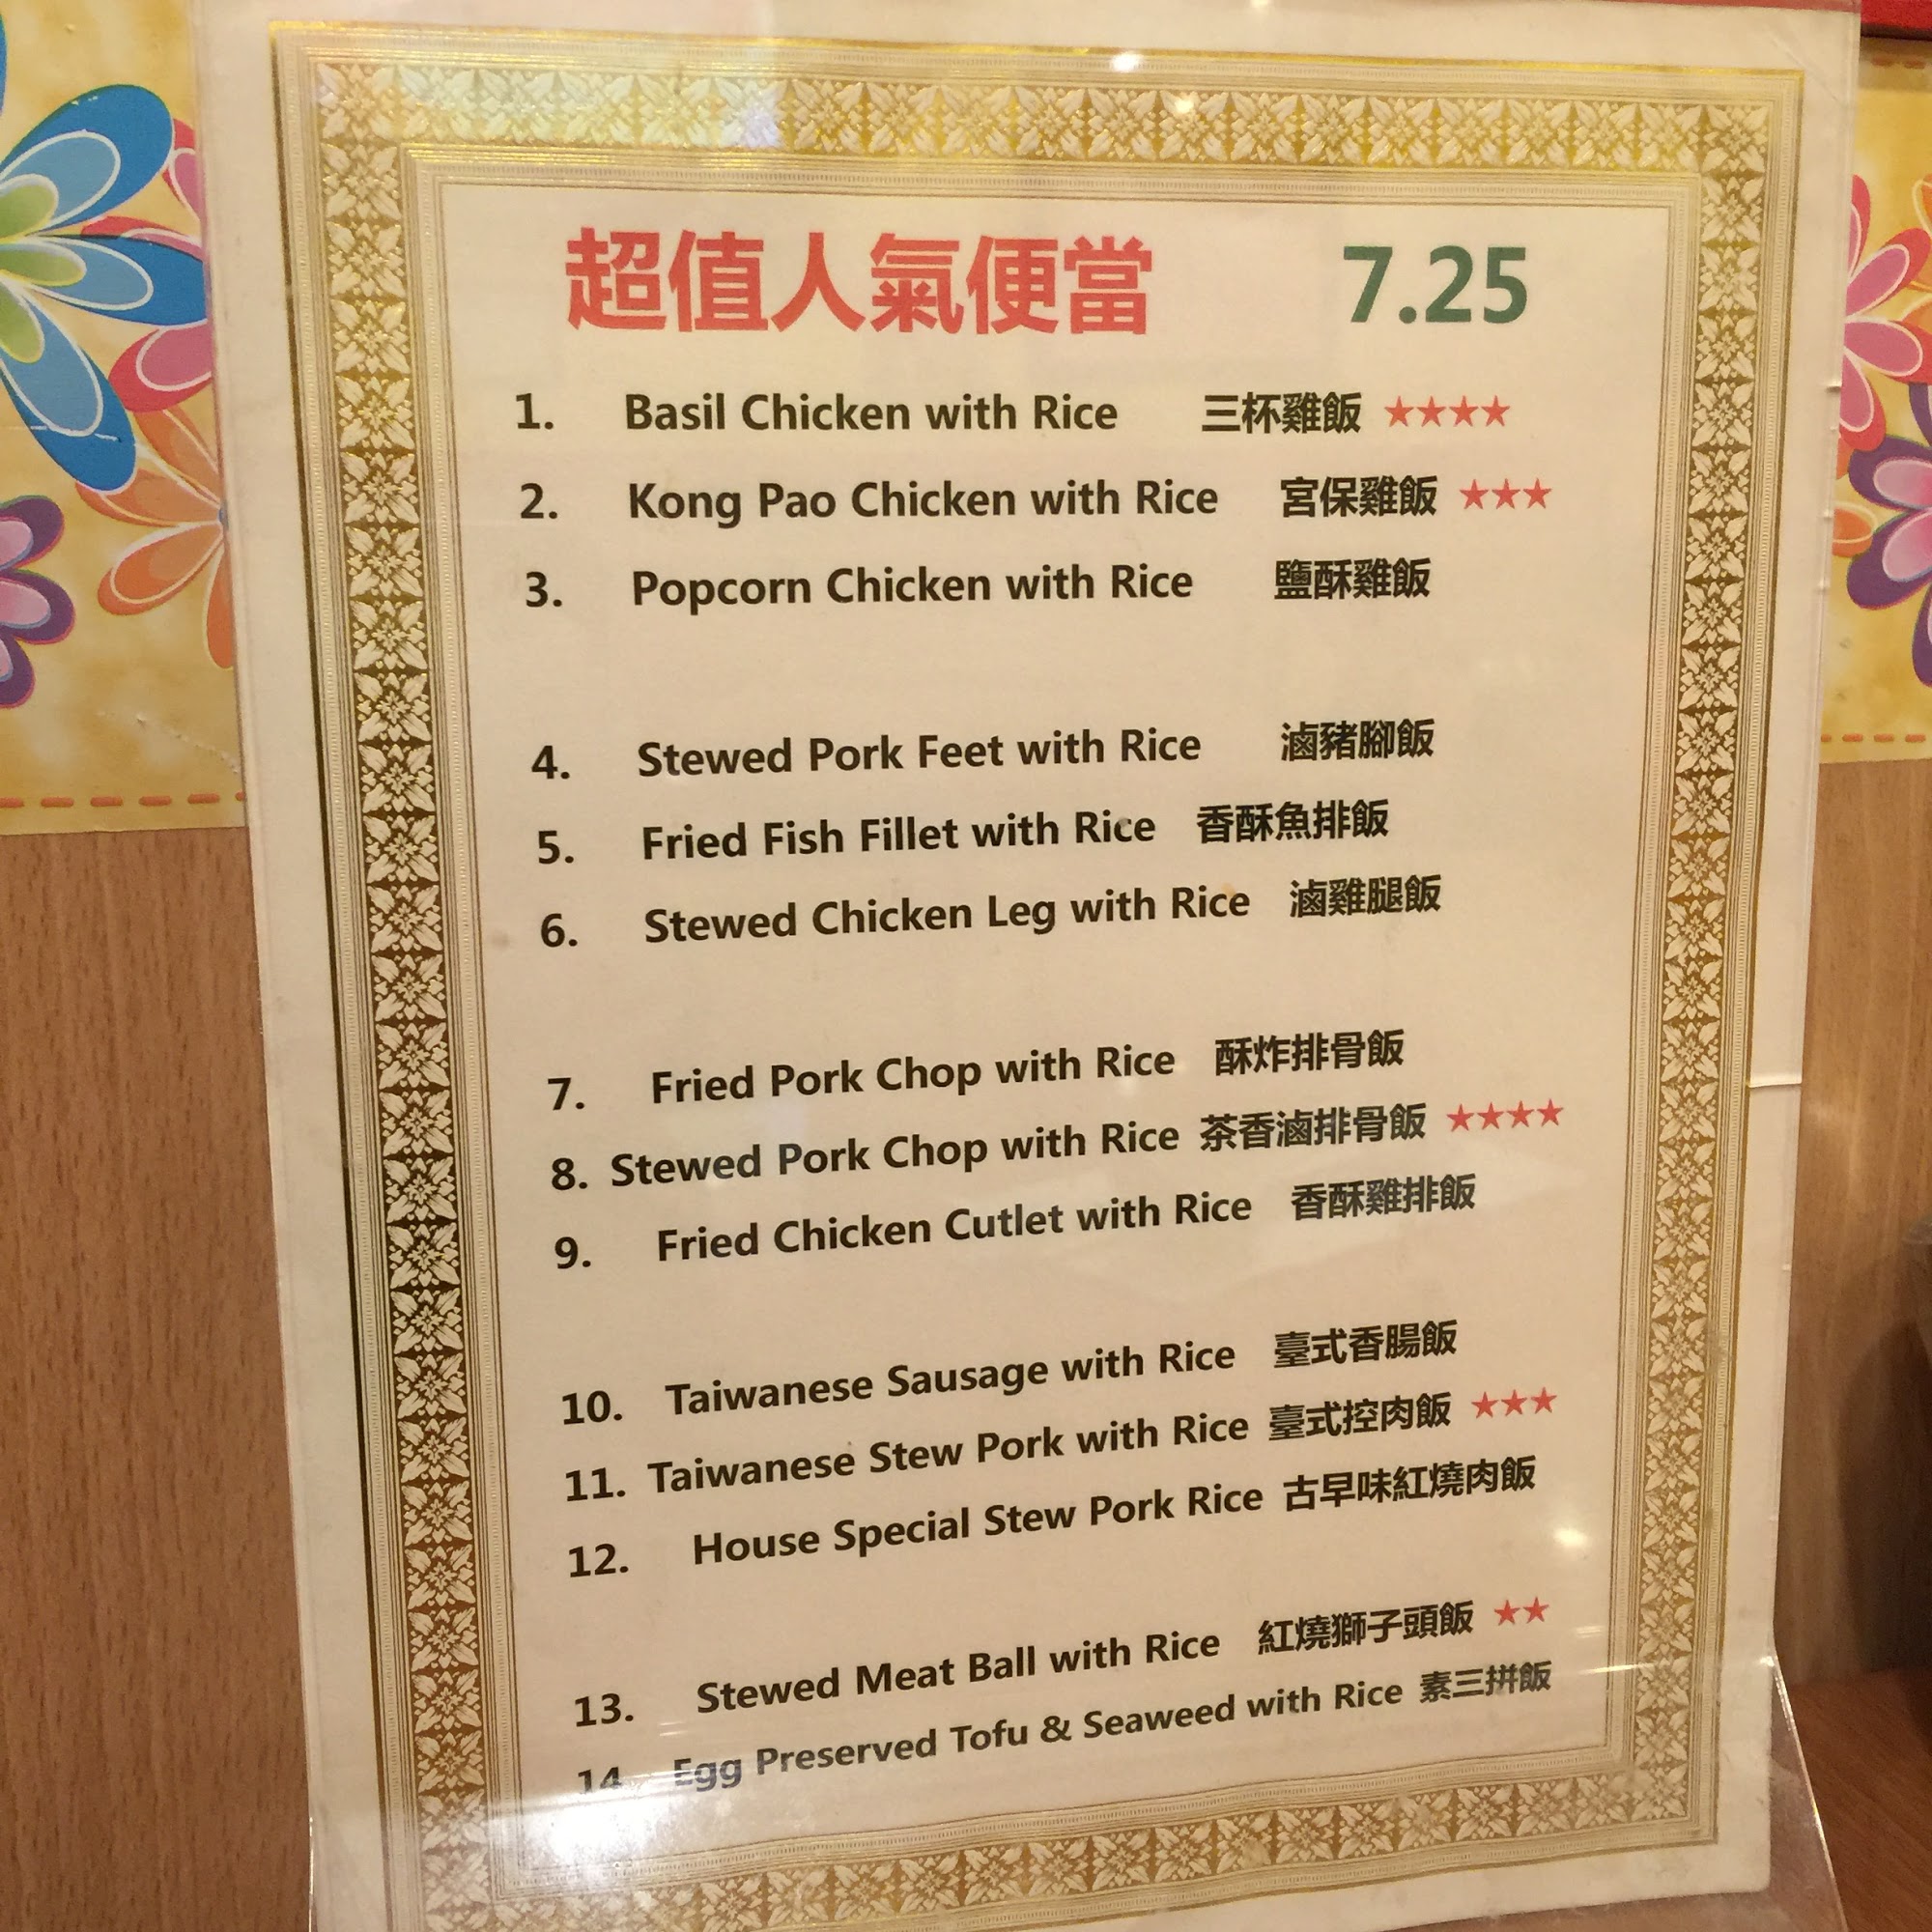 超值人氣便當 7.25
1. Basil Chicken with Rice 三杯雞飯 ★★★★
2. Kong Pao Chicken with Rice 宮保雞飯 ★★★
3. Popcorn Chicken with Rice 鹽酥雞飯
4. Stewed Pork Feet with Rice 滷豬腳飯
5. Fried Fish Fillet with Rice 香酥魚排飯
6. Stewed Chicken Leg with Rice 滷雞腿飯
7. Fried Pork Chop with Rice 酥炸排骨飯
8. Stewed Pork Chop with Rice 茶香滷排骨飯 ★★★★
9. Fried Chicken Cutlet with Rice 香酥雞排飯
10. Taiwanese Sausage with Rice 臺式香腸飯
11. Taiwanese Stew Pork with Rice 臺式控肉飯 ★★★
12. House Special Stew Pork Rice 古早味紅燒肉飯
13. Stewed Meat Ball with Rice 紅燒獅子頭飯 ★★
14. Egg Preserved Tofu & Seaweed with Rice 素三拼飯